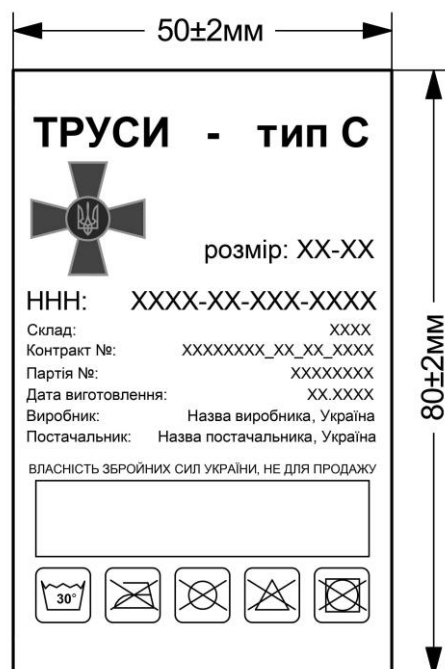 50±2мм
ТРУСИ - тип С
розмір: XX-XX
ННН: XXXX-XX-XXX-XXXX
Склад: XXXX
Контракт №: XXXXXXXX_XX_XX_XXXX
Партія №: XXXXXXXX
Дата виготовлення: XX.XXXX
Виробник: Назва виробника, Україна
Постачальник: Назва постачальника, Україна
ВЛАСНІСТЬ ЗБРОЙНИХ СИЛ УКРАЇНИ, НЕ ДЛЯ ПРОДАЖУ
30°
80±2мм